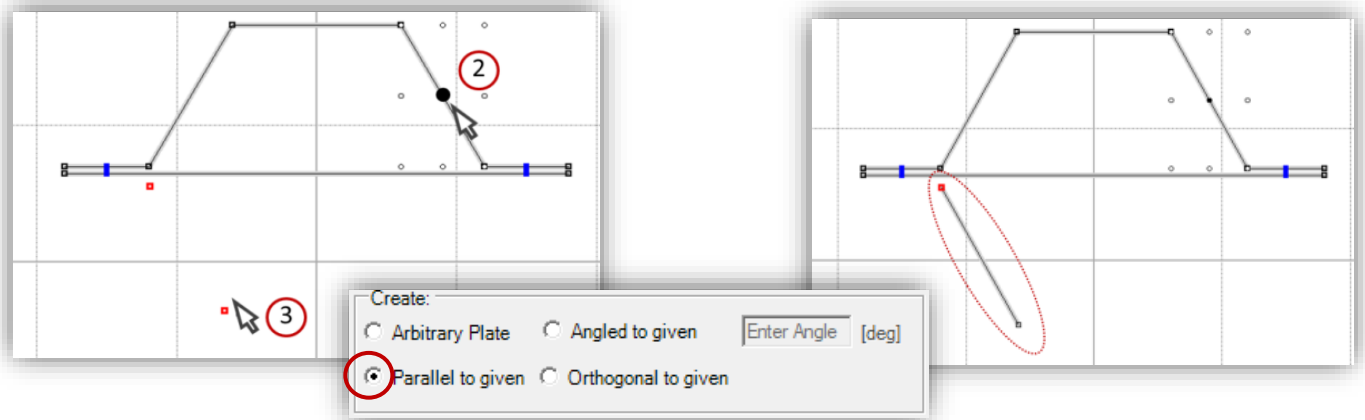 2
3
Create:
Arbitrary Plate Angled to given Enter Angle [deg]
Parallel to given Orthogonal to given